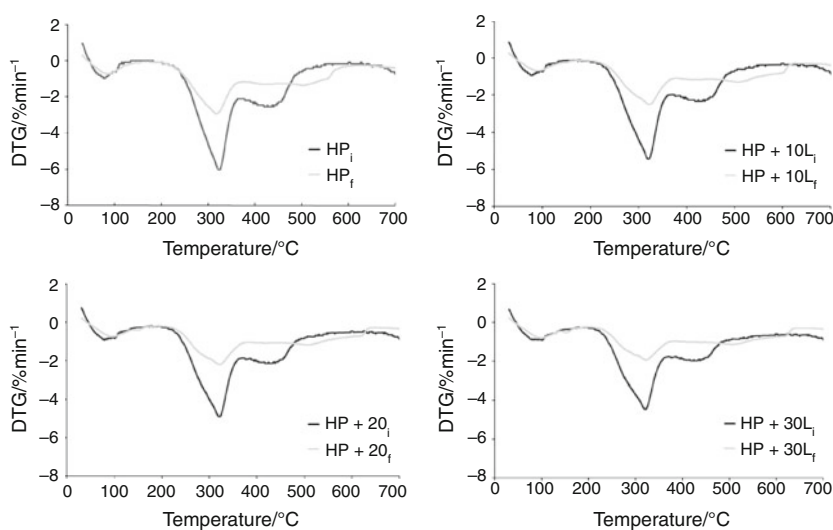 2
0
−2
−4
−6
−8
DTG/%min⁻¹
HPᵢ
HP_f
0 100 200 300 400 500 600 700
Temperature/°C
2
0
−2
−4
−6
−8
DTG/%min⁻¹
HP + 10Lᵢ
HP + 10L_f
0 100 200 300 400 500 600 700
Temperature/°C
2
0
−2
−4
−6
−8
DTG/%min⁻¹
HP + 20ᵢ
HP + 20_f
0 100 200 300 400 500 600 700
Temperature/°C
2
0
−2
−4
−6
−8
DTG/%min⁻¹
HP + 30Lᵢ
HP + 30L_f
0 100 200 300 400 500 600 700
Temperature/°C